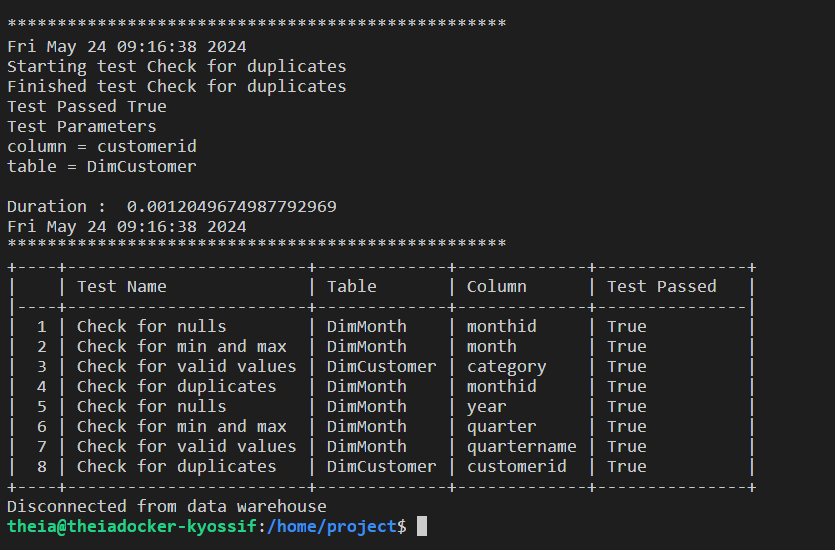 **************************************************
Fri May 24 09:16:38 2024
Starting test Check for duplicates
Finished test Check for duplicates
Test Passed True
Test Parameters
column = customerid
table = DimCustomer

Duration :  0.0012049674987792969
Fri May 24 09:16:38 2024
**************************************************
+----+------------------------+-------------+-------------+---------------+
|    | Test Name              | Table       | Column      | Test Passed   |
|----+------------------------+-------------+-------------+---------------|
|  1 | Check for nulls        | DimMonth    | monthid     | True          |
|  2 | Check for min and max  | DimMonth    | month       | True          |
|  3 | Check for valid values | DimCustomer | category    | True          |
|  4 | Check for duplicates   | DimMonth    | monthid     | True          |
|  5 | Check for nulls        | DimMonth    | year        | True          |
|  6 | Check for min and max  | DimMonth    | quarter     | True          |
|  7 | Check for valid values | DimMonth    | quartername | True          |
|  8 | Check for duplicates   | DimCustomer | customerid  | True          |
+----+------------------------+-------------+-------------+---------------+
Disconnected from data warehouse
theia@theiadocker-kyossif:/home/project$